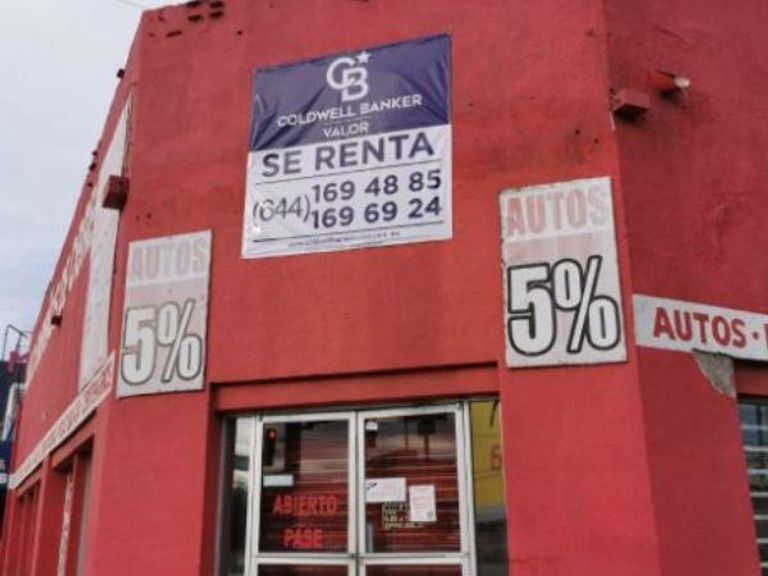 CB
COLDWELL BANKER
VALOR
SE RENTA
(644) 169 48 85
169 69 24
AUTOS
5%
AUTOS
5%
AUTOS ·
ABIERTO
PASE